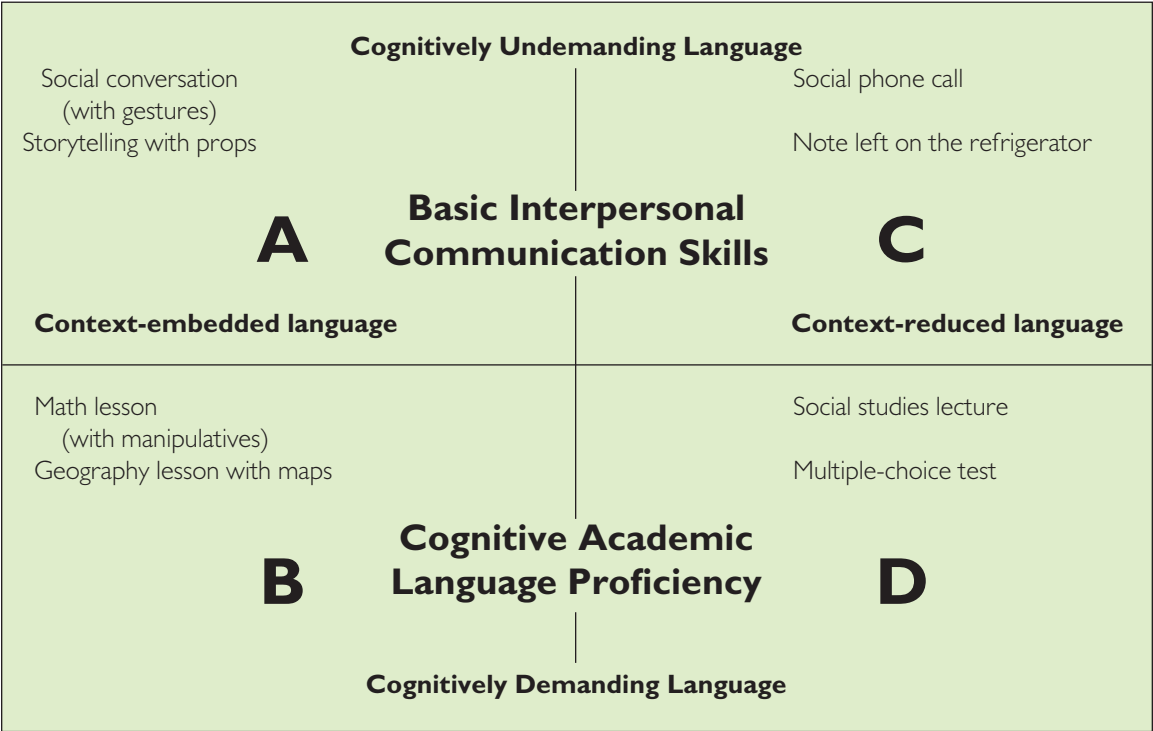 Cognitively Undemanding Language
Social conversation
(with gestures)
Storytelling with props
Social phone call
Note left on the refrigerator
Basic Interpersonal
Communication Skills
A
C
Context-embedded language
Context-reduced language
Math lesson
(with manipulatives)
Geography lesson with maps
Social studies lecture
Multiple-choice test
Cognitive Academic
Language Proficiency
B
D
Cognitively Demanding Language